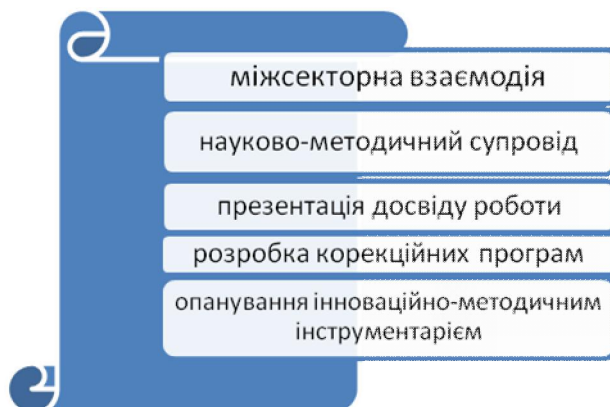 міжсекторна взаємодія
науково-методичний супровід
презентація досвіду роботи
розробка корекційних програм
опанування інноваційно-методичним
інструментарієм